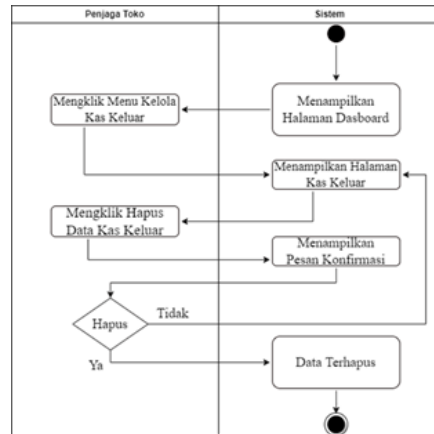 Penjaga Toko
Sistem
Menampilkan
Halaman Dasboard
Mengklik Menu Kelola
Kas Keluar
Menampilkan Halaman
Kas Keluar
Mengklik Hapus
Data Kas Keluar
Menampilkan
Pesan Konfirmasi
Hapus
Tidak
Ya
Data Terhapus